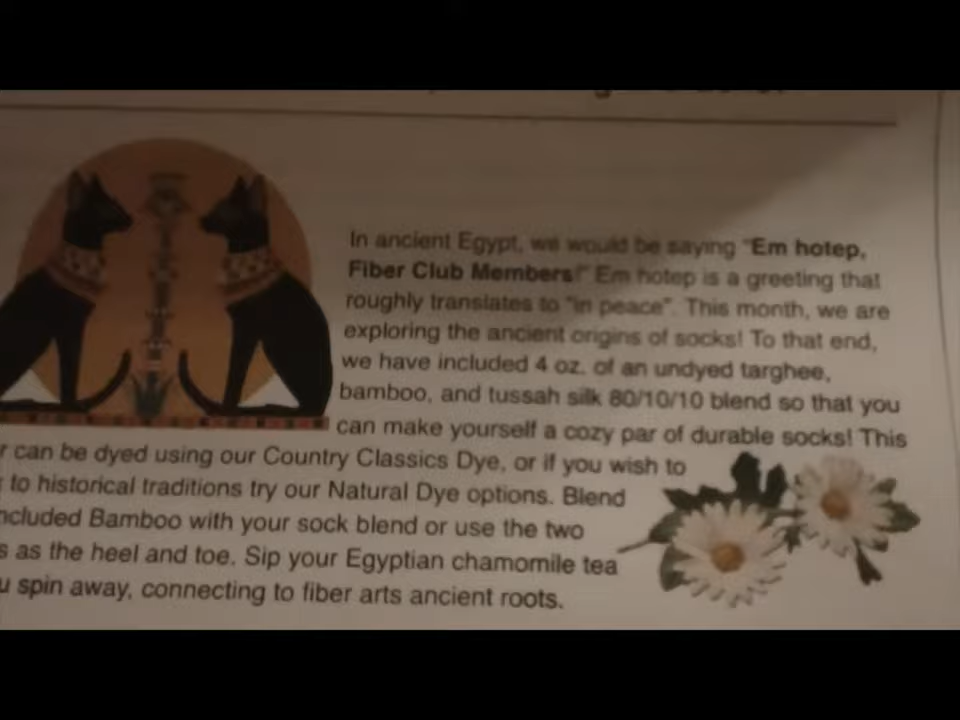 In ancient Egypt, we would be saying "Em hotep,
Fiber Club Members!" Em hotep is a greeting that
roughly translates to "in peace". This month, we are
exploring the ancient origins of socks! To that end,
we have included 4 oz. of an undyed targhee,
bamboo, and tussah silk 80/10/10 blend so that you
can make yourself a cozy par of durable socks! This
can be dyed using our Country Classics Dye, or if you wish to
to historical traditions try our Natural Dye options. Blend
Bamboo with your sock blend or use the two
as the heel and toe. Sip your Egyptian chamomile tea
spin away, connecting to fiber arts ancient roots.